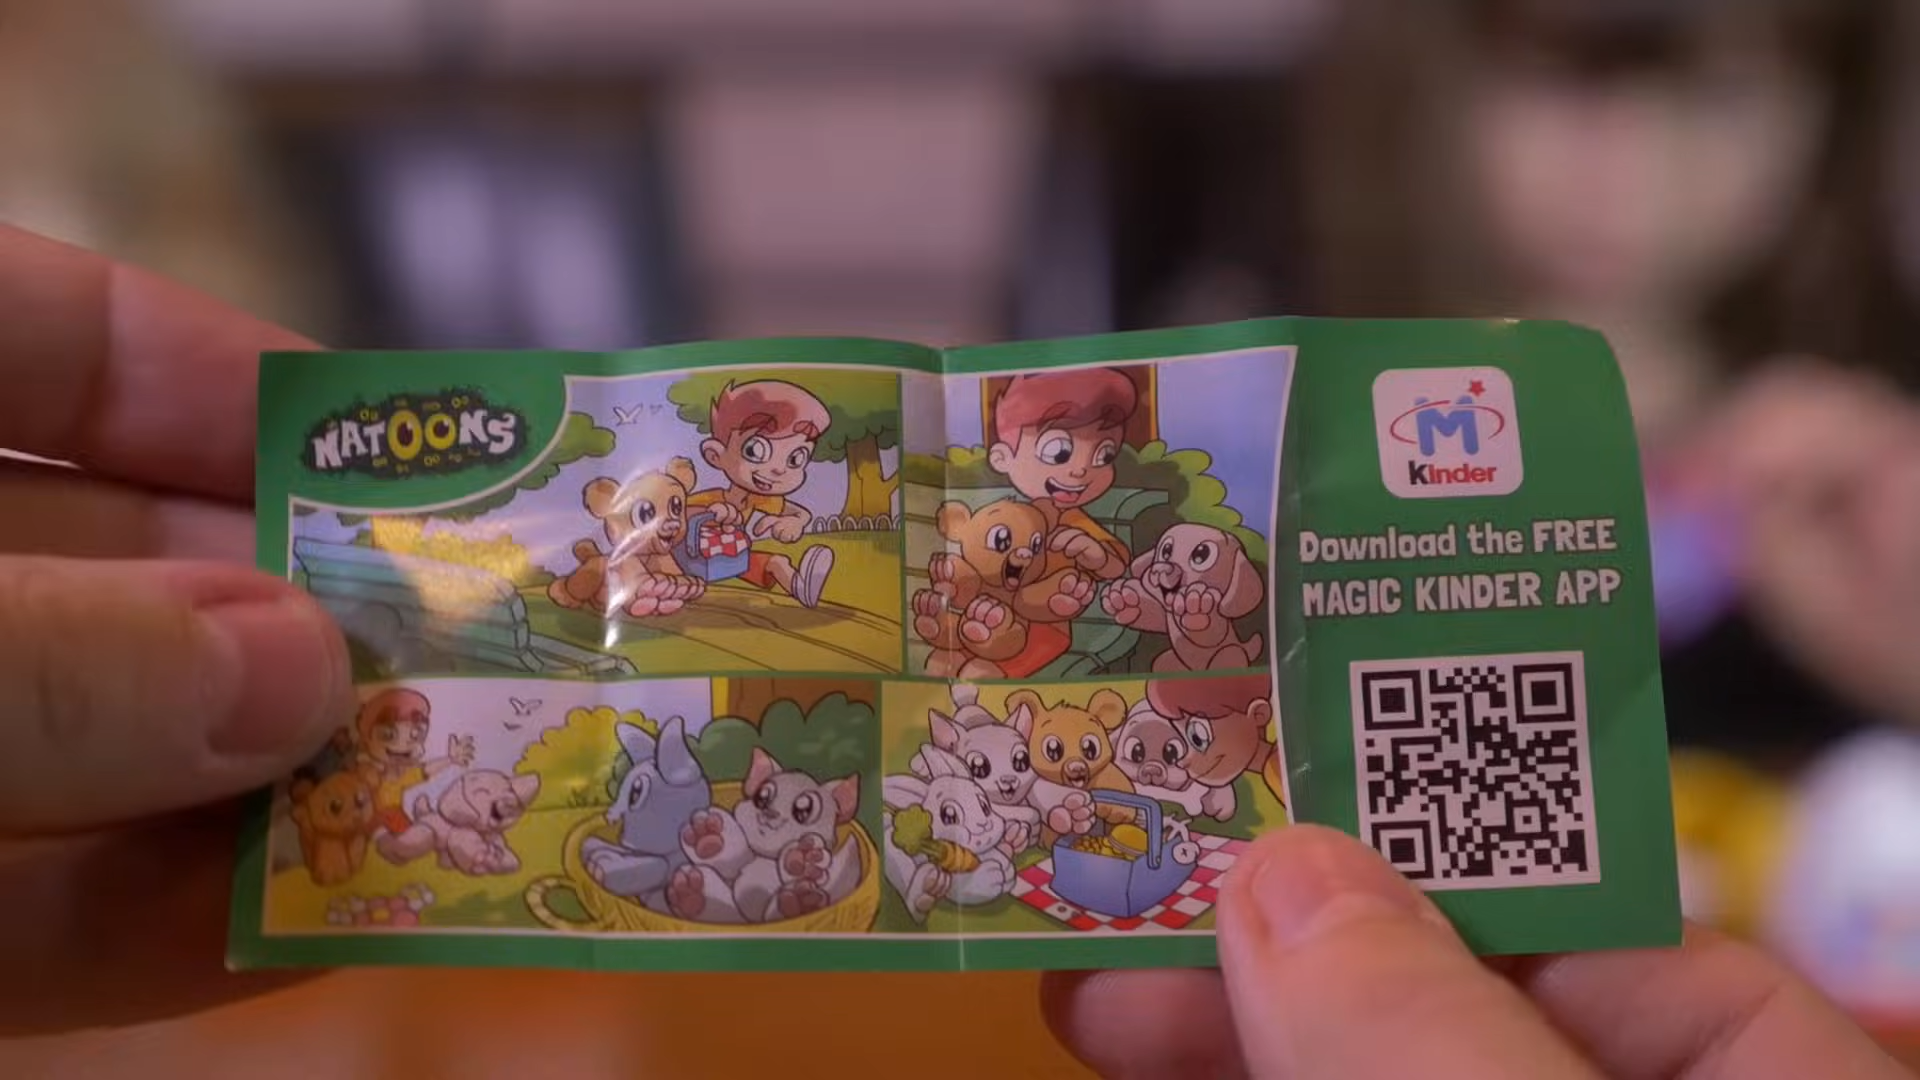 NATOONS
M
Kinder
Download the FREE
MAGIC KINDER APP